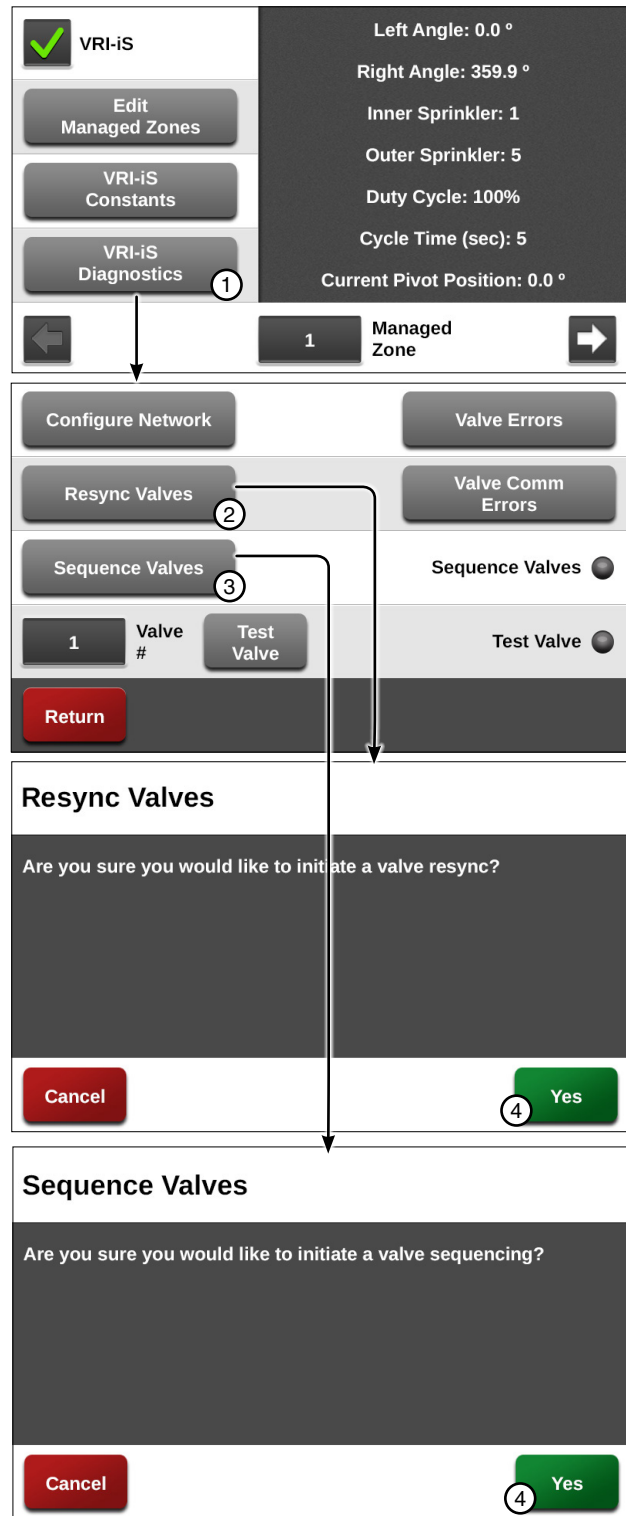 VRI-iS
Edit
Managed Zones
VRI-iS
Constants
VRI-iS
Diagnostics
1
Left Angle: 0.0 º
Right Angle: 359.9 º
Inner Sprinkler: 1
Outer Sprinkler: 5
Duty Cycle: 100%
Cycle Time (sec): 5
Current Pivot Position: 0.0 º
1
Managed
Zone
Configure Network
Valve Errors
Resync Valves
2
Valve Comm
Errors
Sequence Valves
3
Sequence Valves
1
Valve
#
Test
Valve
Test Valve
Return
Resync Valves
Are you sure you would like to initiate a valve resync?
Cancel
4
Yes
Sequence Valves
Are you sure you would like to initiate a valve sequencing?
Cancel
4
Yes